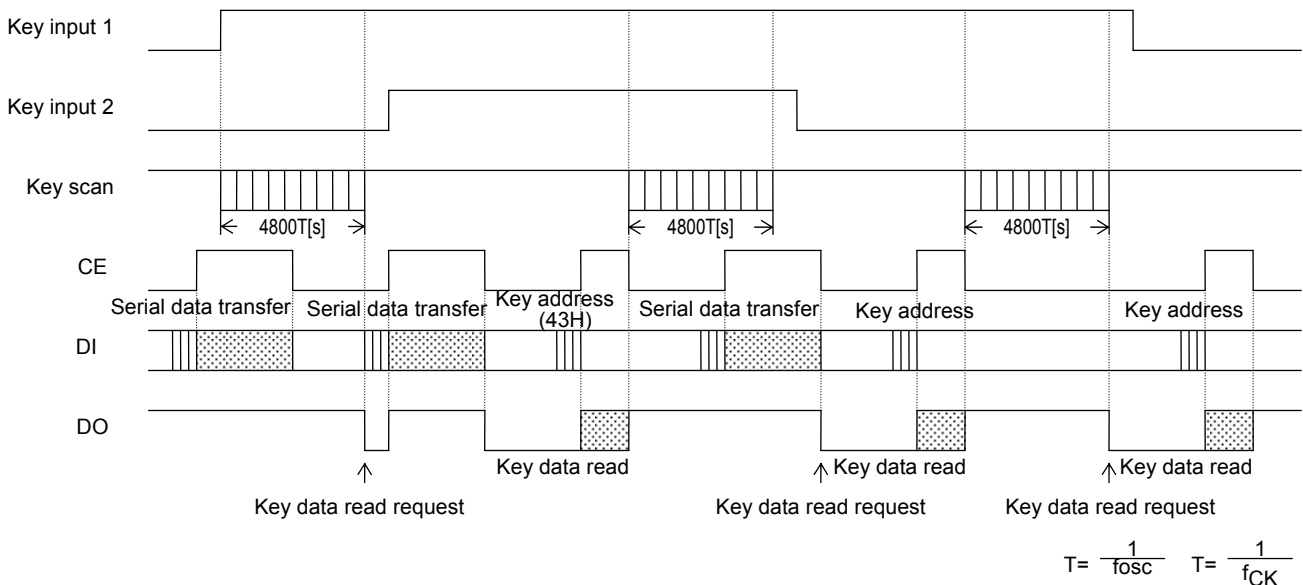 Key input 1
Key input 2
Key scan
4800T[s] 4800T[s] 4800T[s]
CE
Serial data transfer Serial data transfer Key address (43H) Serial data transfer Key address Key address
DI
DO
Key data read Key data read Key data read
Key data read request Key data read request Key data read request
T= 1/fosc T= 1/fCK